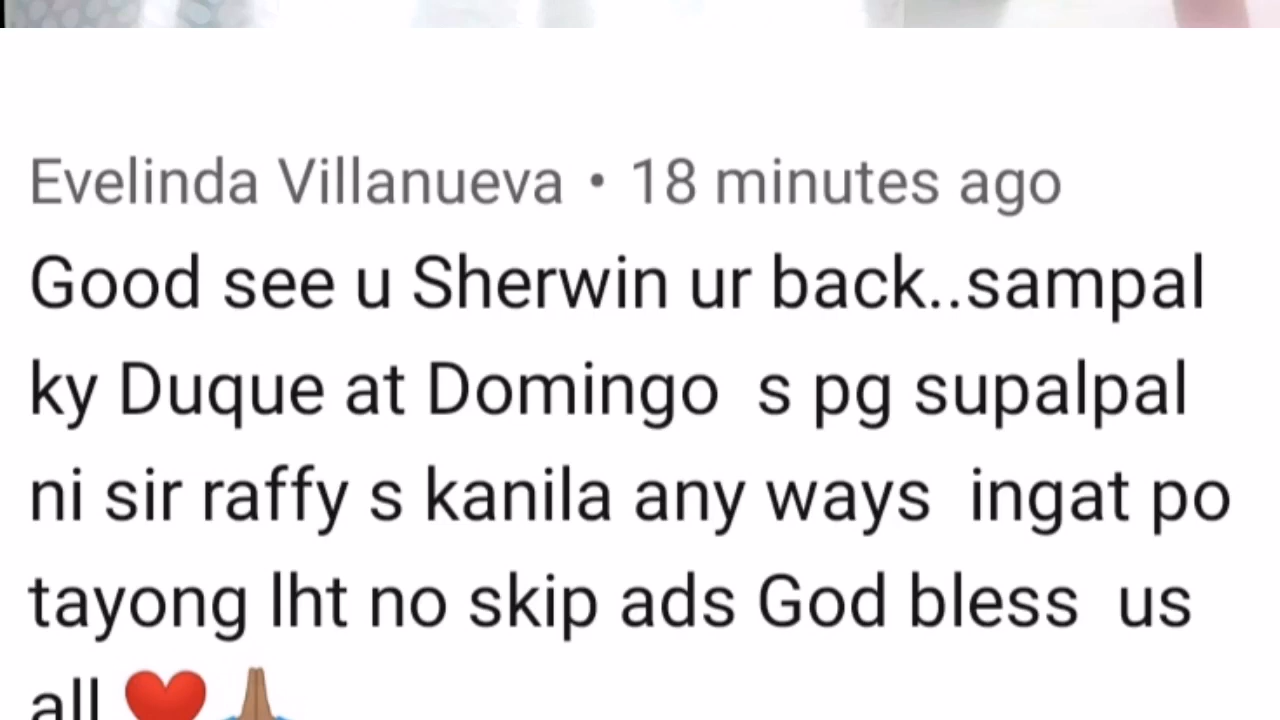 Evelinda Villanueva • 18 minutes ago
Good see u Sherwin ur back..sampal
ky Duque at Domingo  s pg supalpal
ni sir raffy s kanila any ways  ingat po
tayong lht no skip ads God bless  us
all ❤️🙏🏽